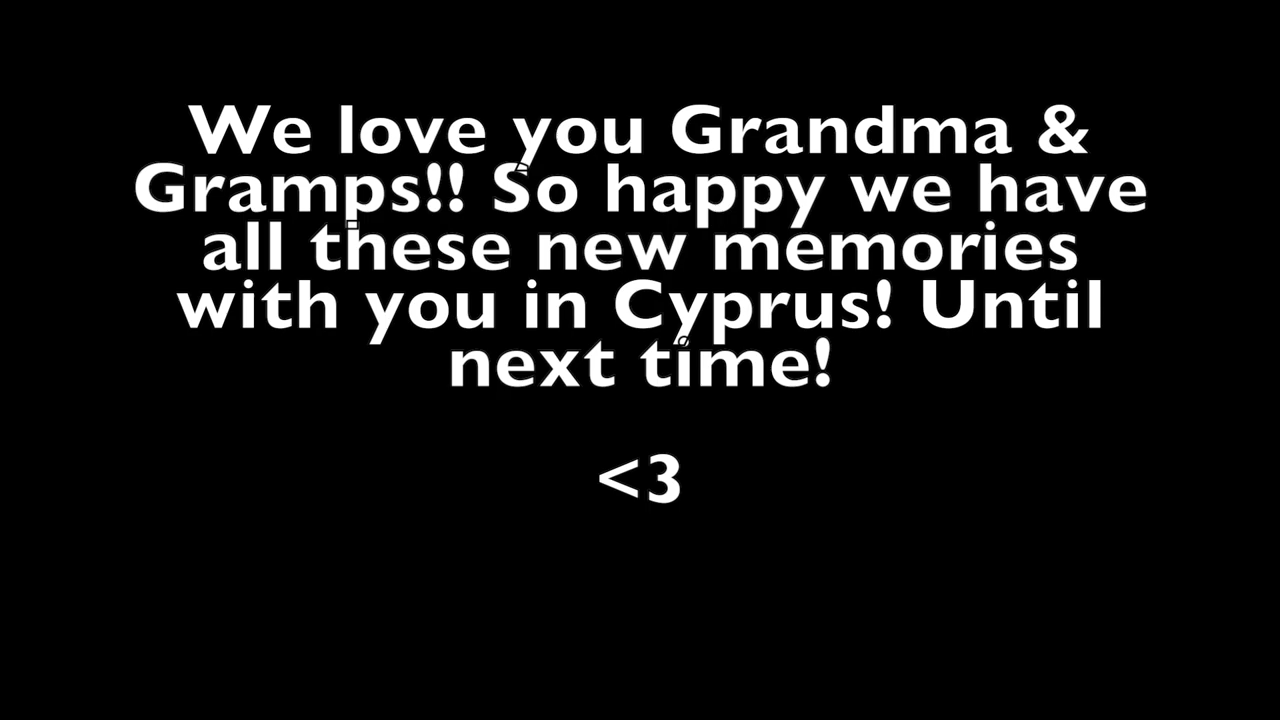 We love you Grandma &
Gramps!! So happy we have
all these new memories
with you in Cyprus! Until
next time!
<3